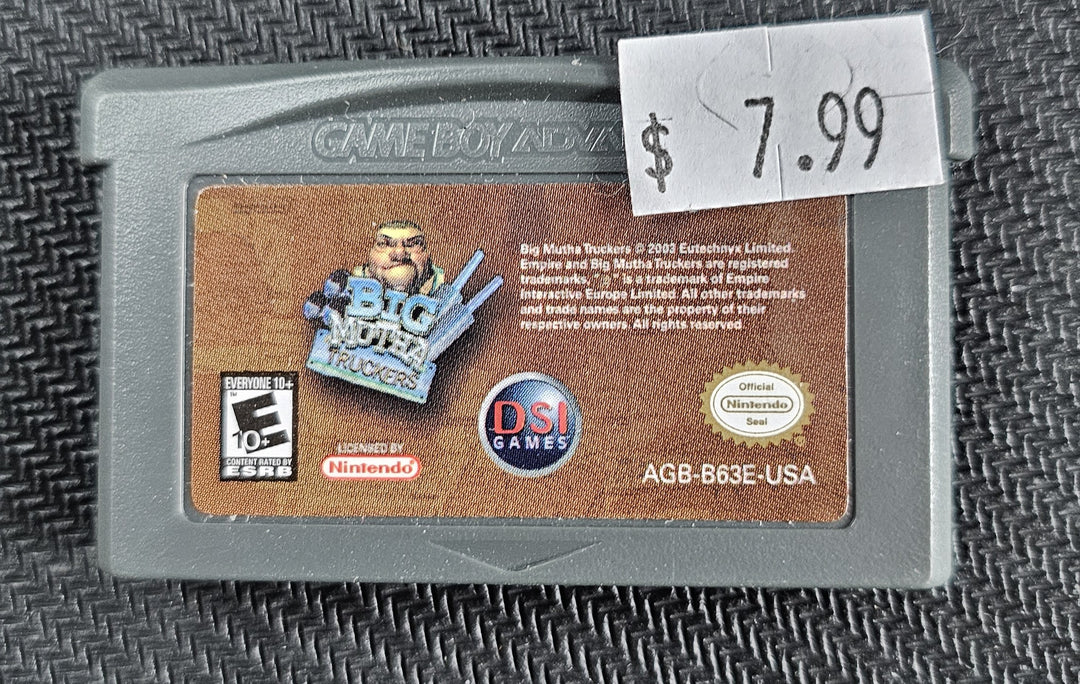 $ 7.99
GAME BOY ADVA
Big Mutha Truckers © 2003 Eutechnyx Limited.
Empire and Big Mutha Truckers are registered
trademarks, " " is a trademark of Empire
Interactive Europe Limited. All other trademarks
and trade names are the property of their
respective owners. All rights reserved
BIG
MUTHA
TRUCKERS
EVERYONE 10+
E
10+
CONTENT RATED BY
ESRB
LICENSED BY
Nintendo
DSI
GAMES
Official
Nintendo
Seal
AGB-B63E-USA